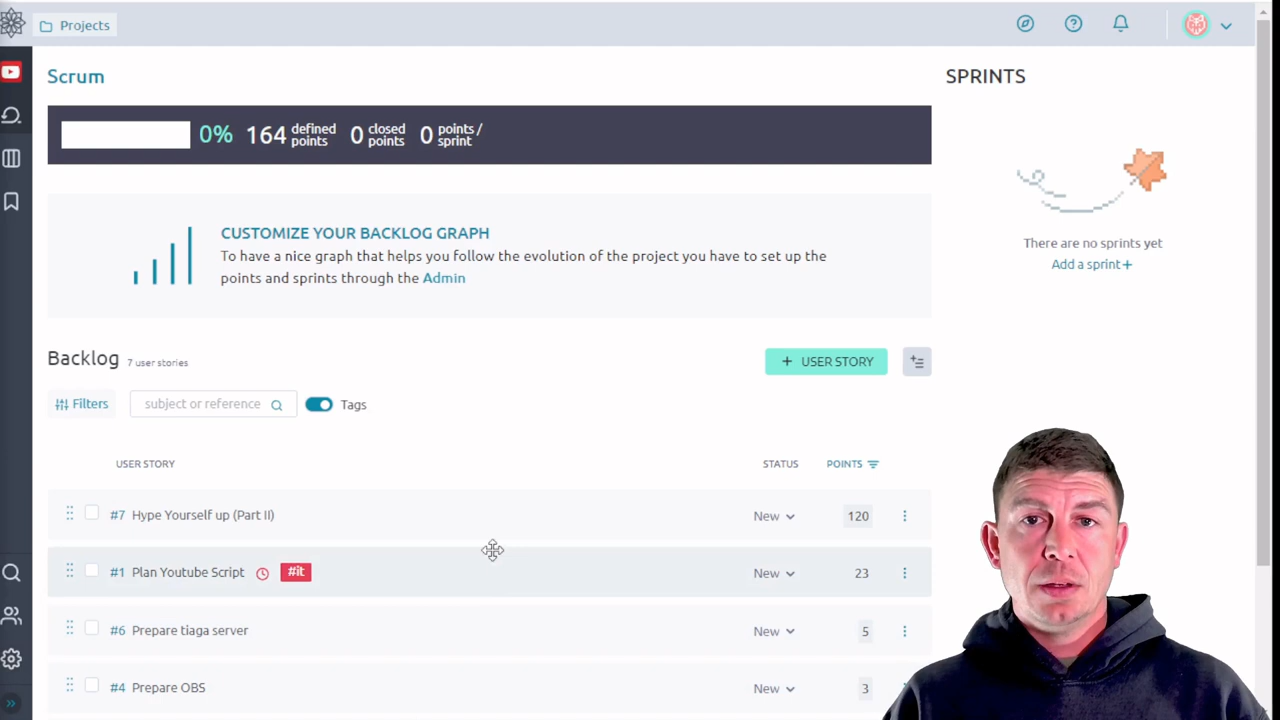 Projects
Scrum
SPRINTS
0% 164 defined points 0 closed points 0 points / sprint
CUSTOMIZE YOUR BACKLOG GRAPH
To have a nice graph that helps you follow the evolution of the project you have to set up the
points and sprints through the Admin
There are no sprints yet
Add a sprint+
Backlog 7 user stories
+ USER STORY
Filters
subject or reference
Tags
USER STORY STATUS POINTS
#7 Hype Yourself up (Part II) New 120
#1 Plan Youtube Script #it New 23
#6 Prepare tiaga server New 5
#4 Prepare OBS New 3